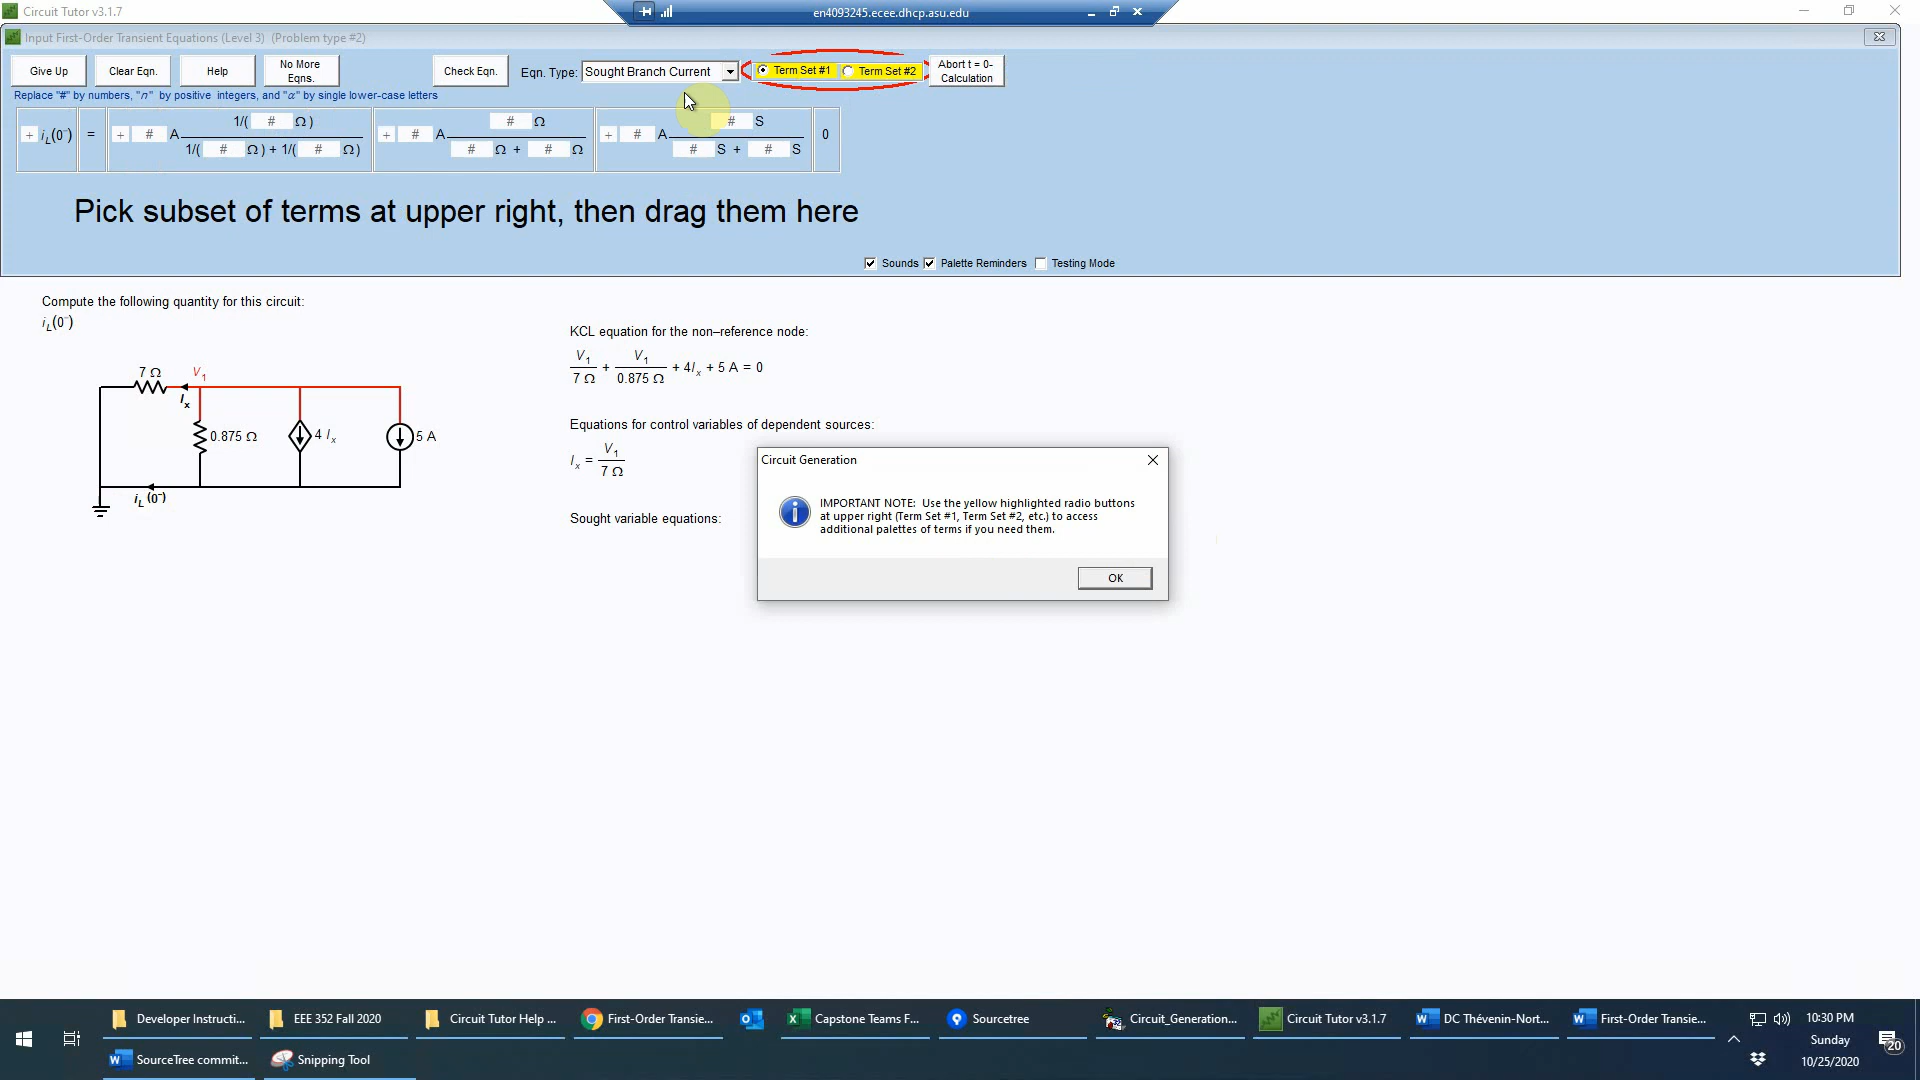 Circuit Tutor v3.1.7
en4093245.ecee.dhcp.asu.edu
Input First-Order Transient Equations (Level 3) (Problem type #2)
Give Up
Clear Eqn.
Help
No More
Eqns.
Check Eqn.
Eqn. Type:
Sought Branch Current
Term Set #1
Term Set #2
Abort t = 0-
Calculation
Replace "#" by numbers, "n" by positive integers, and "α" by single lower-case letters
+ iL(0⁻) = + # A 1/( # Ω ) / 1/( # Ω ) + 1/( # Ω ) + # A # Ω / # Ω + # Ω + # A # S / # S + # S 0
Pick subset of terms at upper right, then drag them here
Sounds Palette Reminders Testing Mode
Compute the following quantity for this circuit:
iL(0⁻)
7 Ω
V1
Ix
0.875 Ω
4 Ix
5 A
iL (0⁻)
KCL equation for the non–reference node:
V1 / 7 Ω + V1 / 0.875 Ω + 4Ix + 5 A = 0
Equations for control variables of dependent sources:
Ix = V1 / 7 Ω
Sought variable equations:
Circuit Generation
IMPORTANT NOTE: Use the yellow highlighted radio buttons
at upper right (Term Set #1, Term Set #2, etc.) to access
additional palettes of terms if you need them.
OK
Developer Instructi...
EEE 352 Fall 2020
Circuit Tutor Help ...
First-Order Transie...
Capstone Teams F...
Sourcetree
Circuit_Generation...
Circuit Tutor v3.1.7
DC Thévenin-Nort...
First-Order Transie...
SourceTree commit...
Snipping Tool
10:30 PM
Sunday
10/25/2020
20